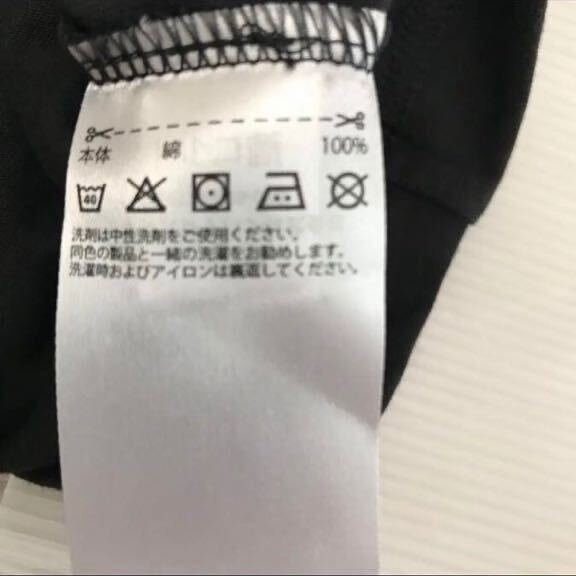 本体 綿 100%
40
洗剤は中性洗剤をご使用ください。
同色の製品と一緒の洗濯をお勧めします。
洗濯時およびアイロンは裏返してください。